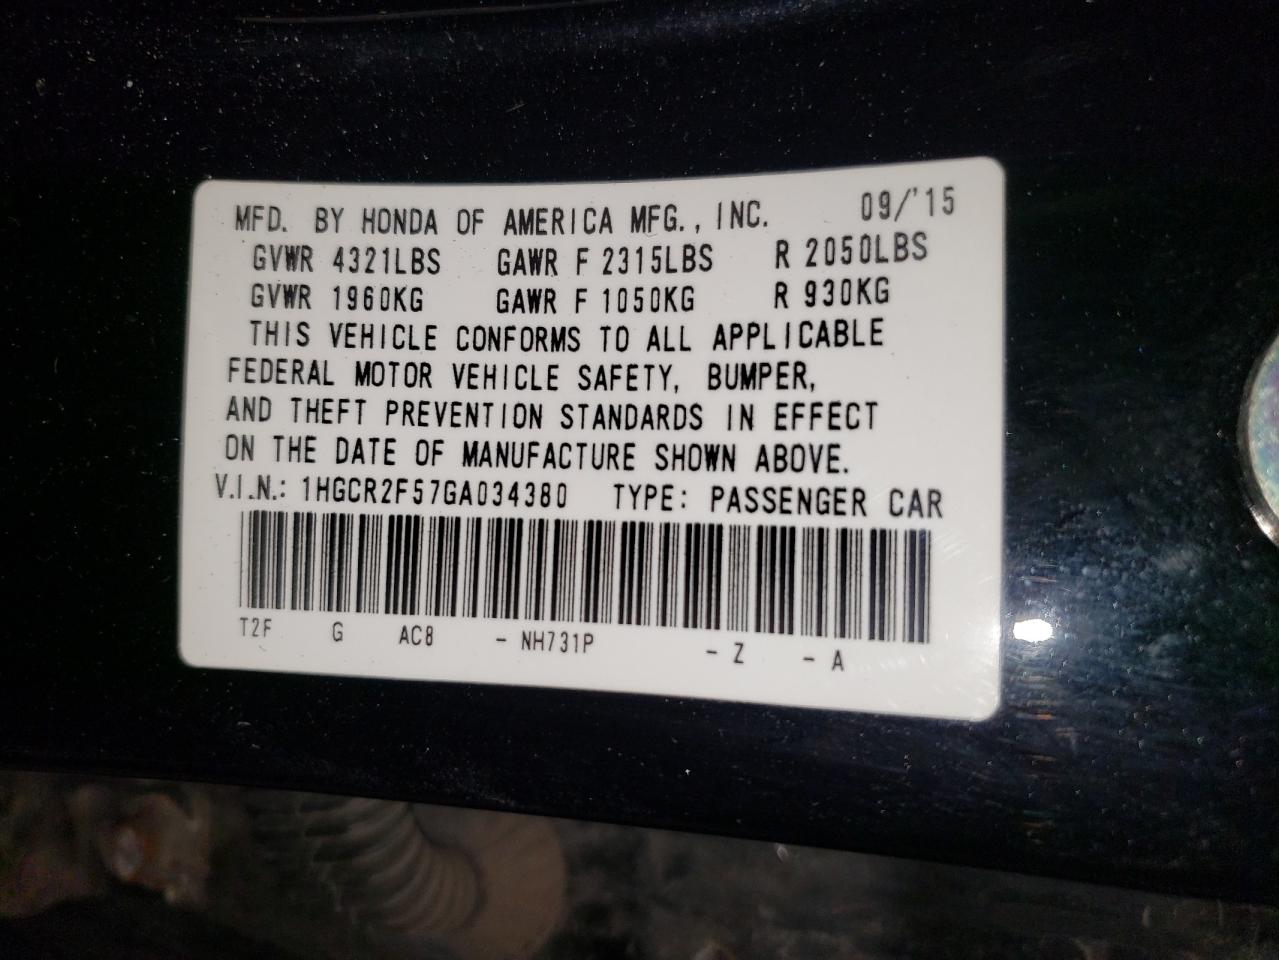 MFD. BY HONDA OF AMERICA MFG., INC. 09/'15
GVWR 4321LBS GAWR F 2315LBS R 2050LBS
GVWR 1960KG GAWR F 1050KG R 930KG
THIS VEHICLE CONFORMS TO ALL APPLICABLE
FEDERAL MOTOR VEHICLE SAFETY, BUMPER,
AND THEFT PREVENTION STANDARDS IN EFFECT
ON THE DATE OF MANUFACTURE SHOWN ABOVE.
V.I.N.: 1HGCR2F57GA034380 TYPE: PASSENGER CAR
T2F G AC8 - NH731P - Z - A